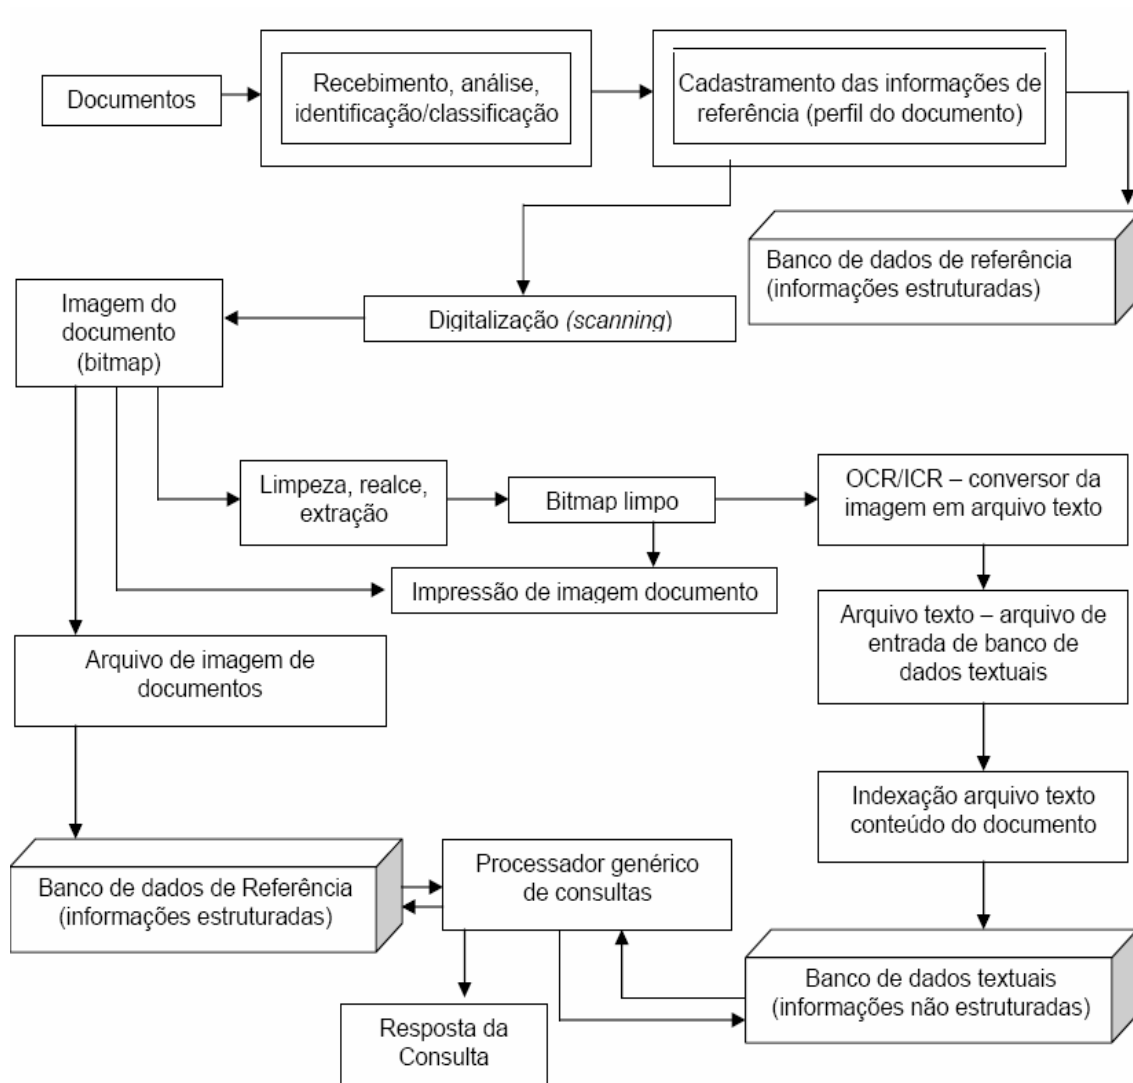 Documentos
Recebimento, análise,
identificação/classificação
Cadastramento das informações de
referência (perfil do documento)
Banco de dados de referência
(informações estruturadas)
Imagem do
documento
(bitmap)
Digitalização (scanning)
Limpeza, realce,
extração
Bitmap limpo
OCR/ICR – conversor da
imagem em arquivo texto
Impressão de imagem documento
Arquivo texto – arquivo de
entrada de banco de
dados textuais
Arquivo de imagem de
documentos
Indexação arquivo texto
conteúdo do documento
Banco de dados de Referência
(informações estruturadas)
Processador genérico
de consultas
Banco de dados textuais
(informações não estruturadas)
Resposta da
Consulta